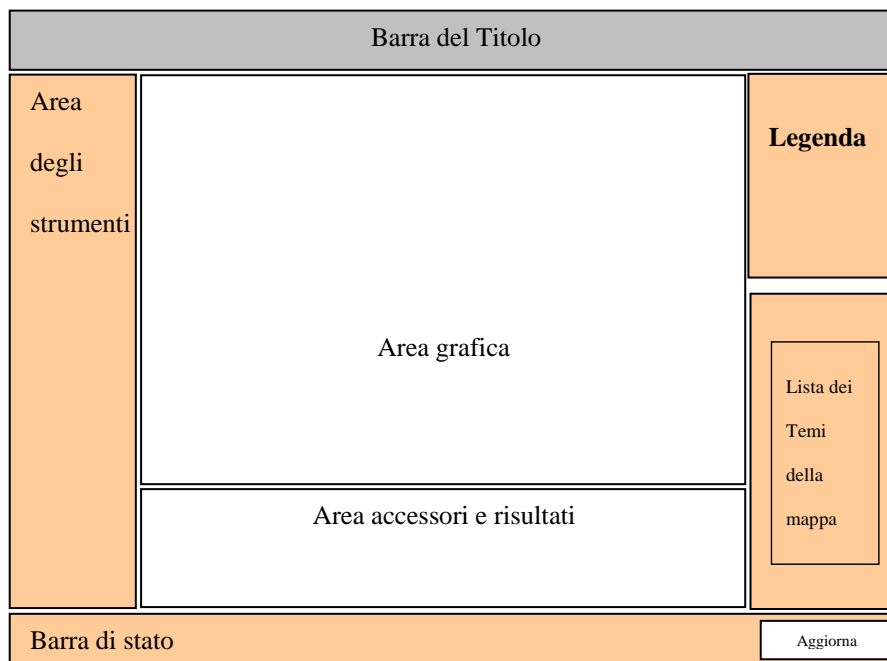 Barra del Titolo
Area
degli
strumenti
Area grafica
Area accessori e risultati
Legenda
Lista dei
Temi
della
mappa
Barra di stato
Aggiorna